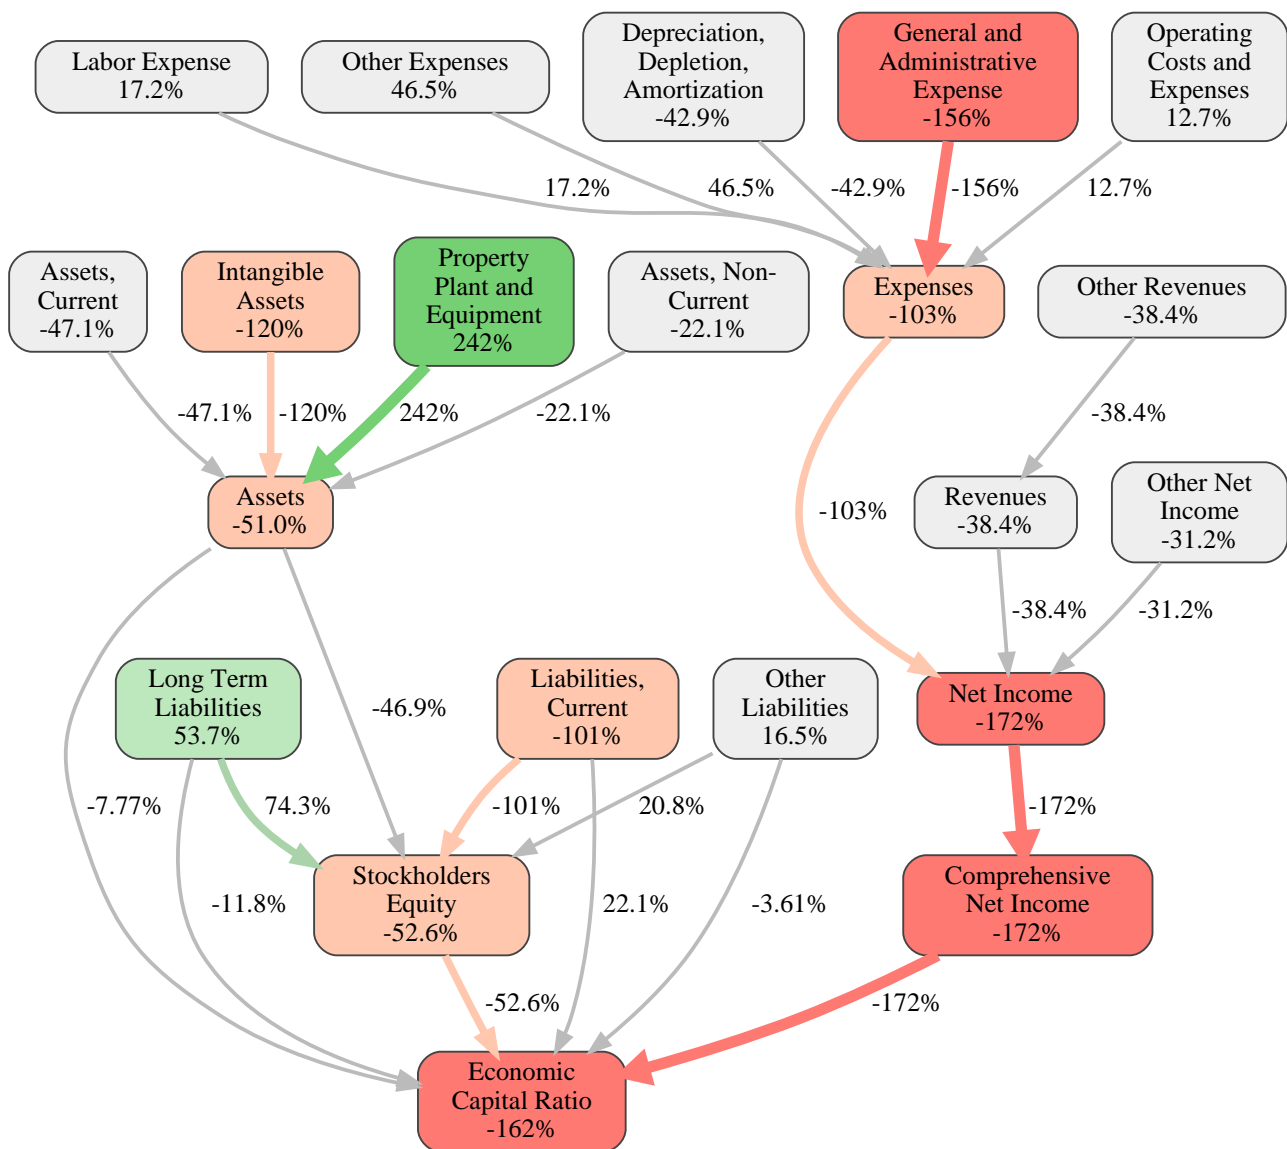 Labor Expense
17.2%
Other Expenses
46.5%
Depreciation,
Depletion,
Amortization
-42.9%
General and
Administrative
Expense
-156%
Operating
Costs and
Expenses
12.7%
17.2%
46.5%
-42.9%
-156%
12.7%
Assets,
Current
-47.1%
Intangible
Assets
-120%
Property
Plant and
Equipment
242%
Assets, Non-
Current
-22.1%
Expenses
-103%
Other Revenues
-38.4%
-47.1%
-120%
242%
-22.1%
-38.4%
Assets
-51.0%
-103%
Revenues
-38.4%
Other Net
Income
-31.2%
-38.4%
-31.2%
Long Term
Liabilities
53.7%
-46.9%
Liabilities,
Current
-101%
Other
Liabilities
16.5%
Net Income
-172%
-7.77%
74.3%
-101%
20.8%
-172%
-11.8%
Stockholders
Equity
-52.6%
22.1%
-3.61%
Comprehensive
Net Income
-172%
-52.6%
-172%
Economic
Capital Ratio
-162%